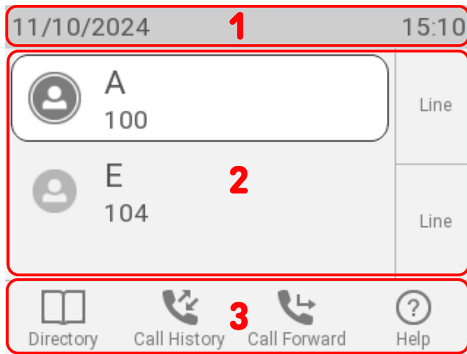 11/10/2024 1 15:10
A
100
Line
E
104
2
Line
3
Directory Call History Call Forward Help